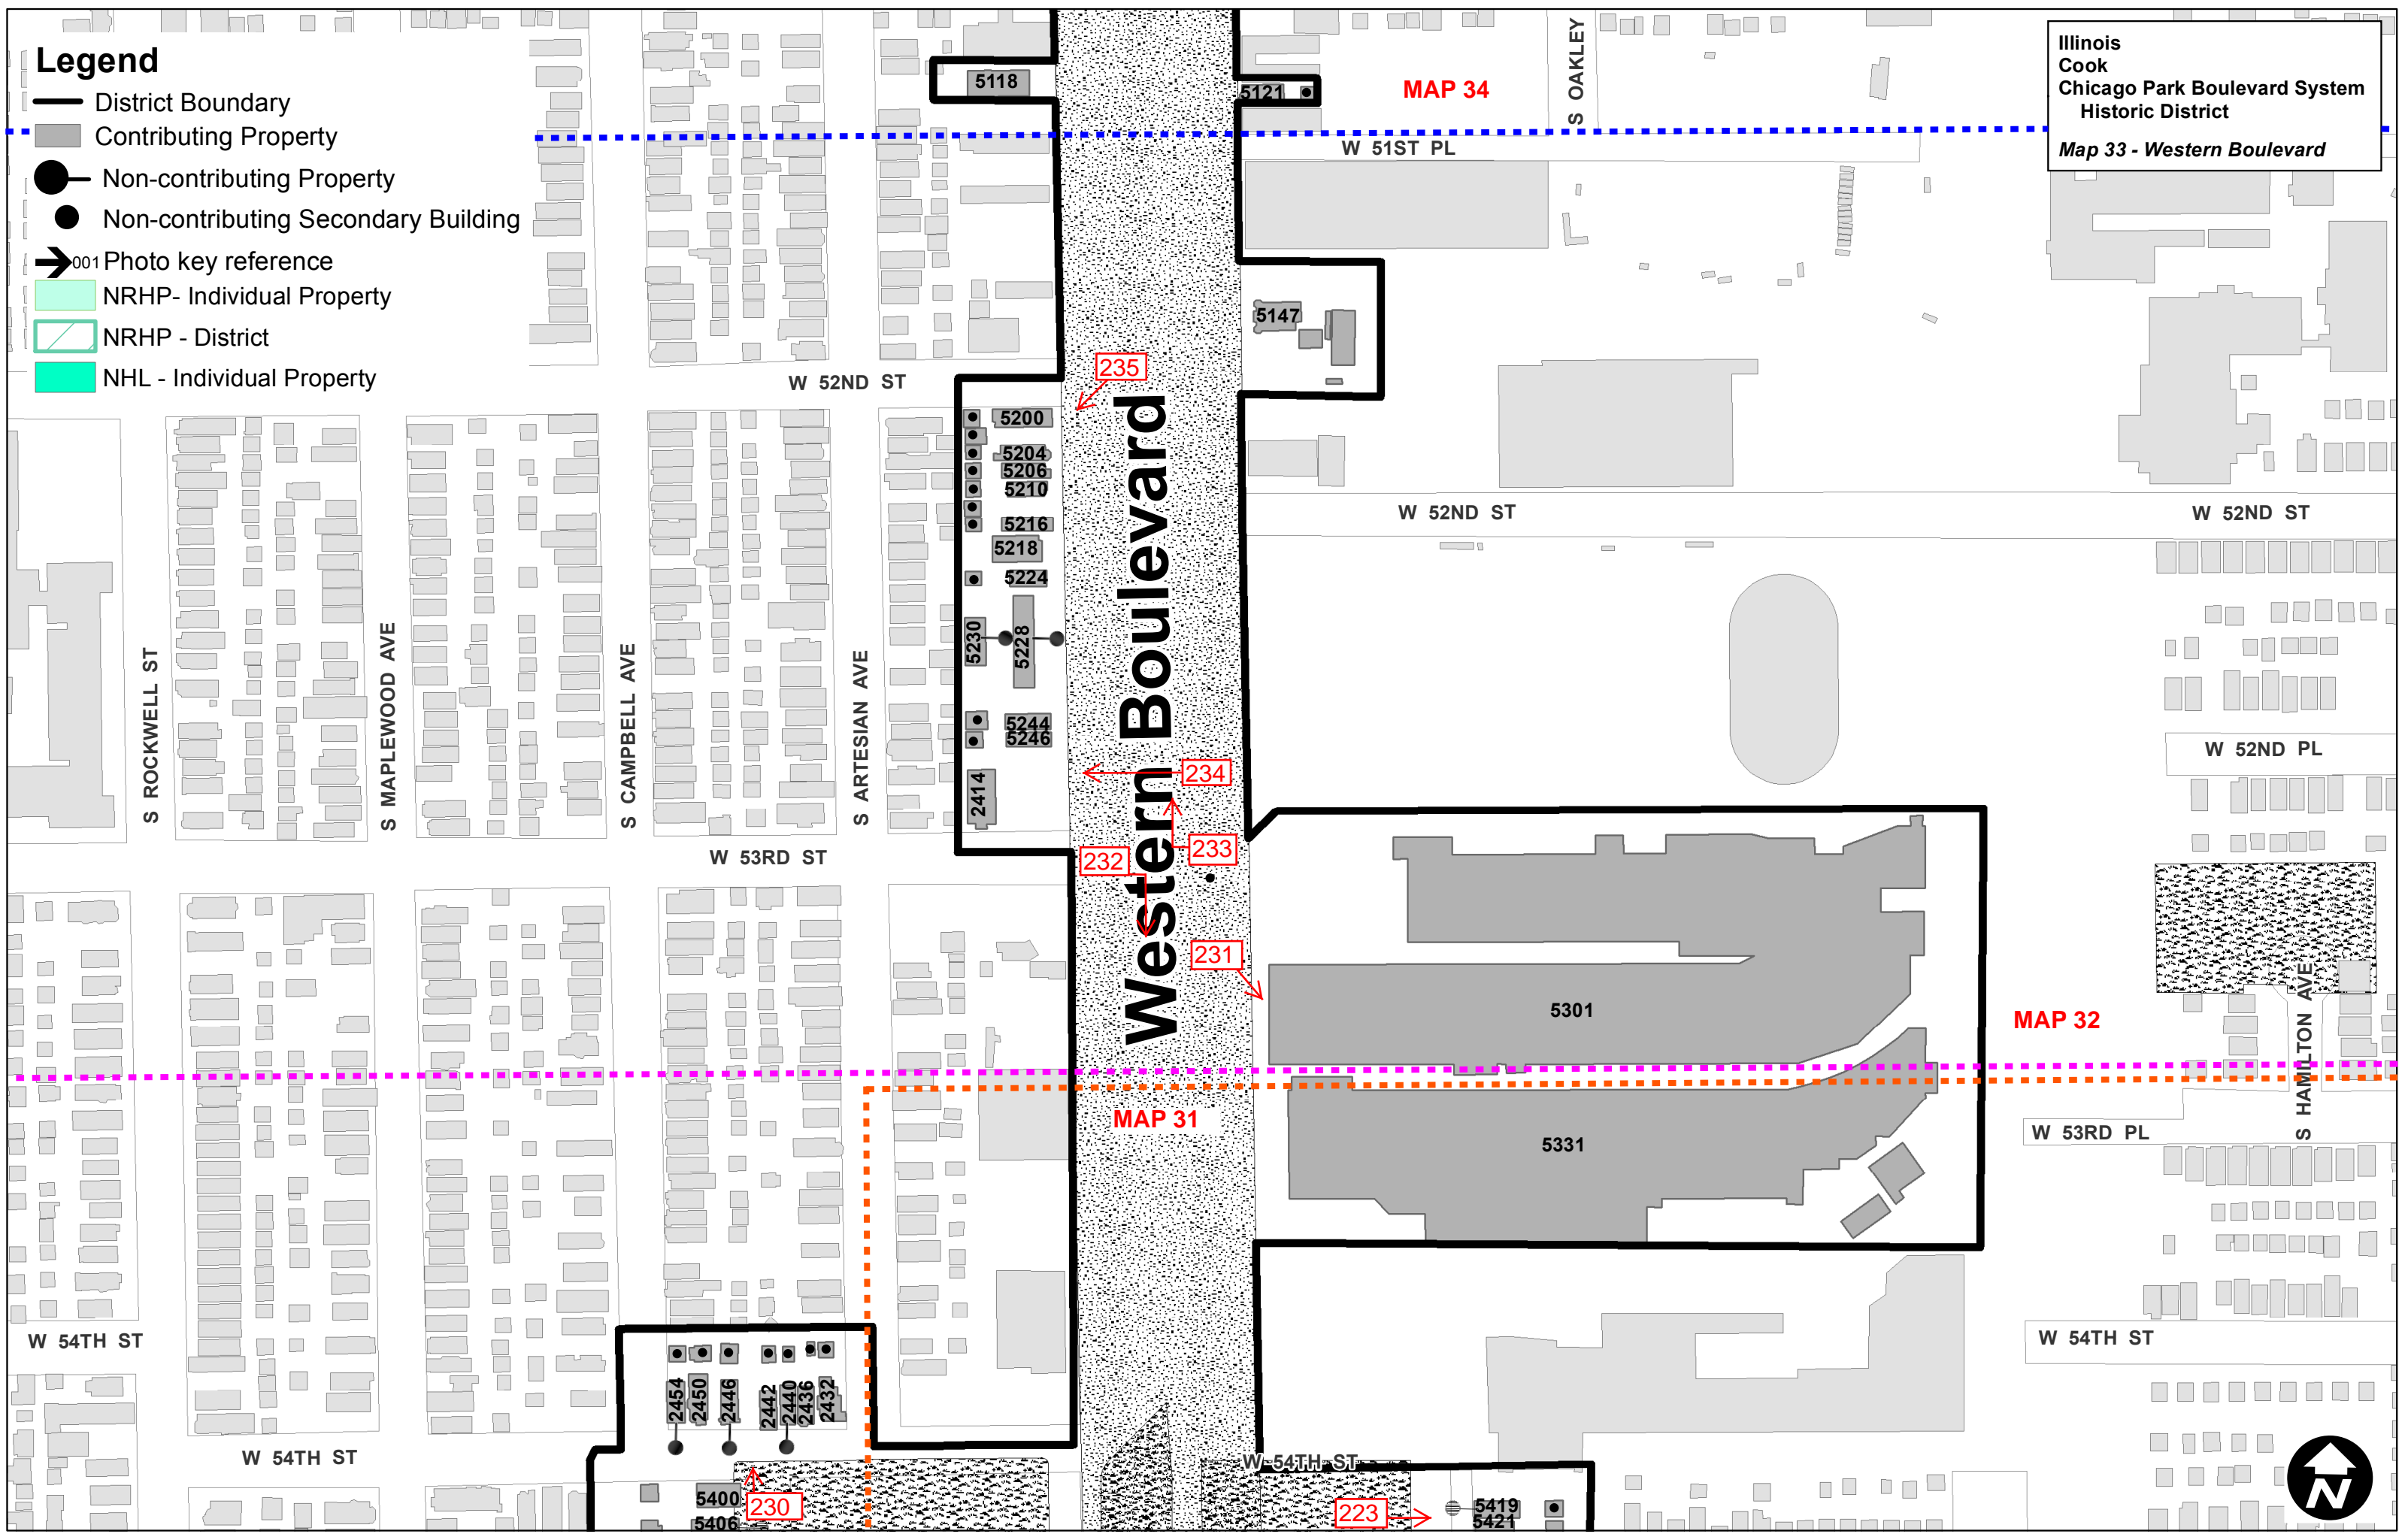 Legend
District Boundary
Contributing Property
Non-contributing Property
Non-contributing Secondary Building
001 Photo key reference
NRHP- Individual Property
NRHP - District
NHL - Individual Property
Illinois
Cook
Chicago Park Boulevard System
Historic District
Map 33 - Western Boulevard
5118
5121
MAP 34
S OAKLEY
W 51ST PL
5147
W 52ND ST
235
5200
5204
5206
5210
5216
5218
5224
5230
5228
5244
5246
2414
Western Boulevard
W 52ND ST
W 52ND ST
S ROCKWELL ST
S MAPLEWOOD AVE
S CAMPBELL AVE
S ARTESIAN AVE
W 52ND PL
234
233
232
231
W 53RD ST
5301
MAP 32
S HAMILTON AVE
MAP 31
5331
W 53RD PL
W 54TH ST
W 54TH ST
2454
2450
2446
2442
2440
2436
2432
W 54TH ST
W 54TH ST
5400
5406
230
223
5419
5421
N